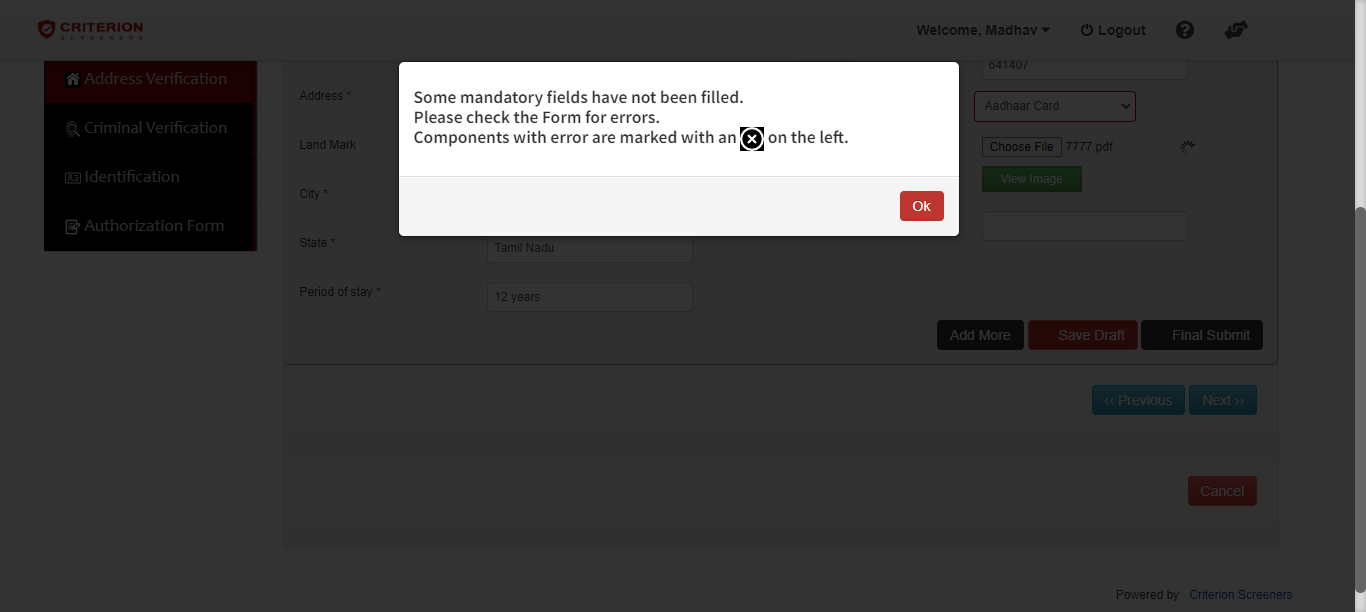 CRITERION
SCREENERS
Welcome, Madhav
Logout
Address Verification
Criminal Verification
Identification
Authorization Form
641407
Address *
Aadhaar Card
Some mandatory fields have not been filled.
Please check the Form for errors.
Components with error are marked with an on the left.
Ok
Land Mark
Choose File 7777.pdf
View Image
City *
State *
Tamil Nadu
Period of stay *
12 years
Add More
Save Draft
Final Submit
‹‹ Previous
Next ››
Cancel
Powered by Criterion Screeners